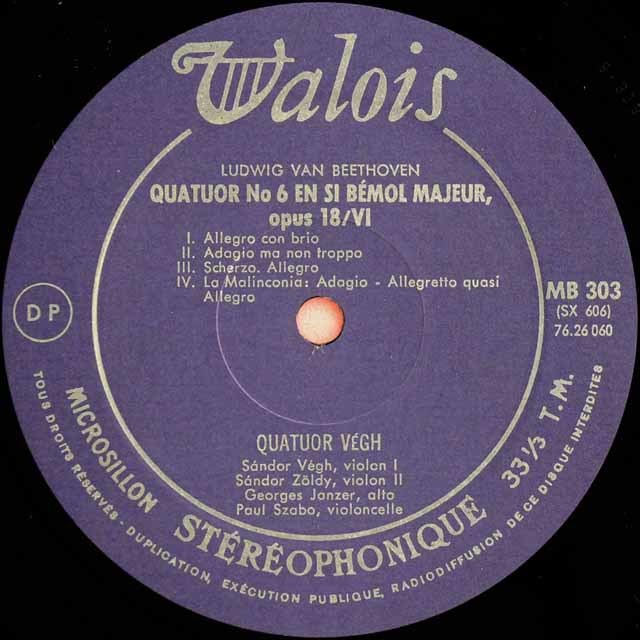 Valois
LUDWIG VAN BEETHOVEN
QUATUOR No 6 EN SI BÉMOL MAJEUR,
opus 18/VI
I. Allegro con brio
II. Adagio ma non troppo
III. Scherzo. Allegro
IV. La Malinconia: Adagio - Allegretto quasi
Allegro
DP
MB 303
(SX 606)
76.26 060
QUATUOR VÉGH
Sándor Végh, violon I
Sándor Zöldy, violon II
Georges Janzer, alto
Paul Szabo, violoncelle
MICROSILLON
STÉRÉOPHONIQUE
33 1/3 T.M.
TOUS DROITS RÉSERVÉS - DUPLICATION, EXÉCUTION PUBLIQUE, RADIODIFFUSION DE CE DISQUE INTERDITES